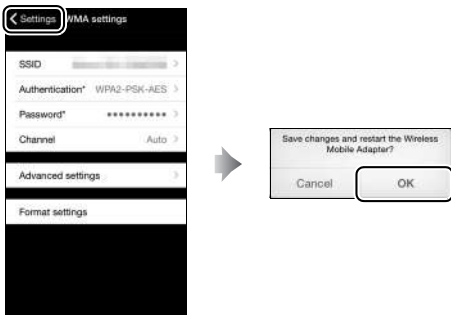 Settings WMA settings
SSID
Authentication* WPA2-PSK-AES
Password* ••••••••••
Channel Auto
Advanced settings
Format settings
Save changes and restart the Wireless
Mobile Adapter?
Cancel OK